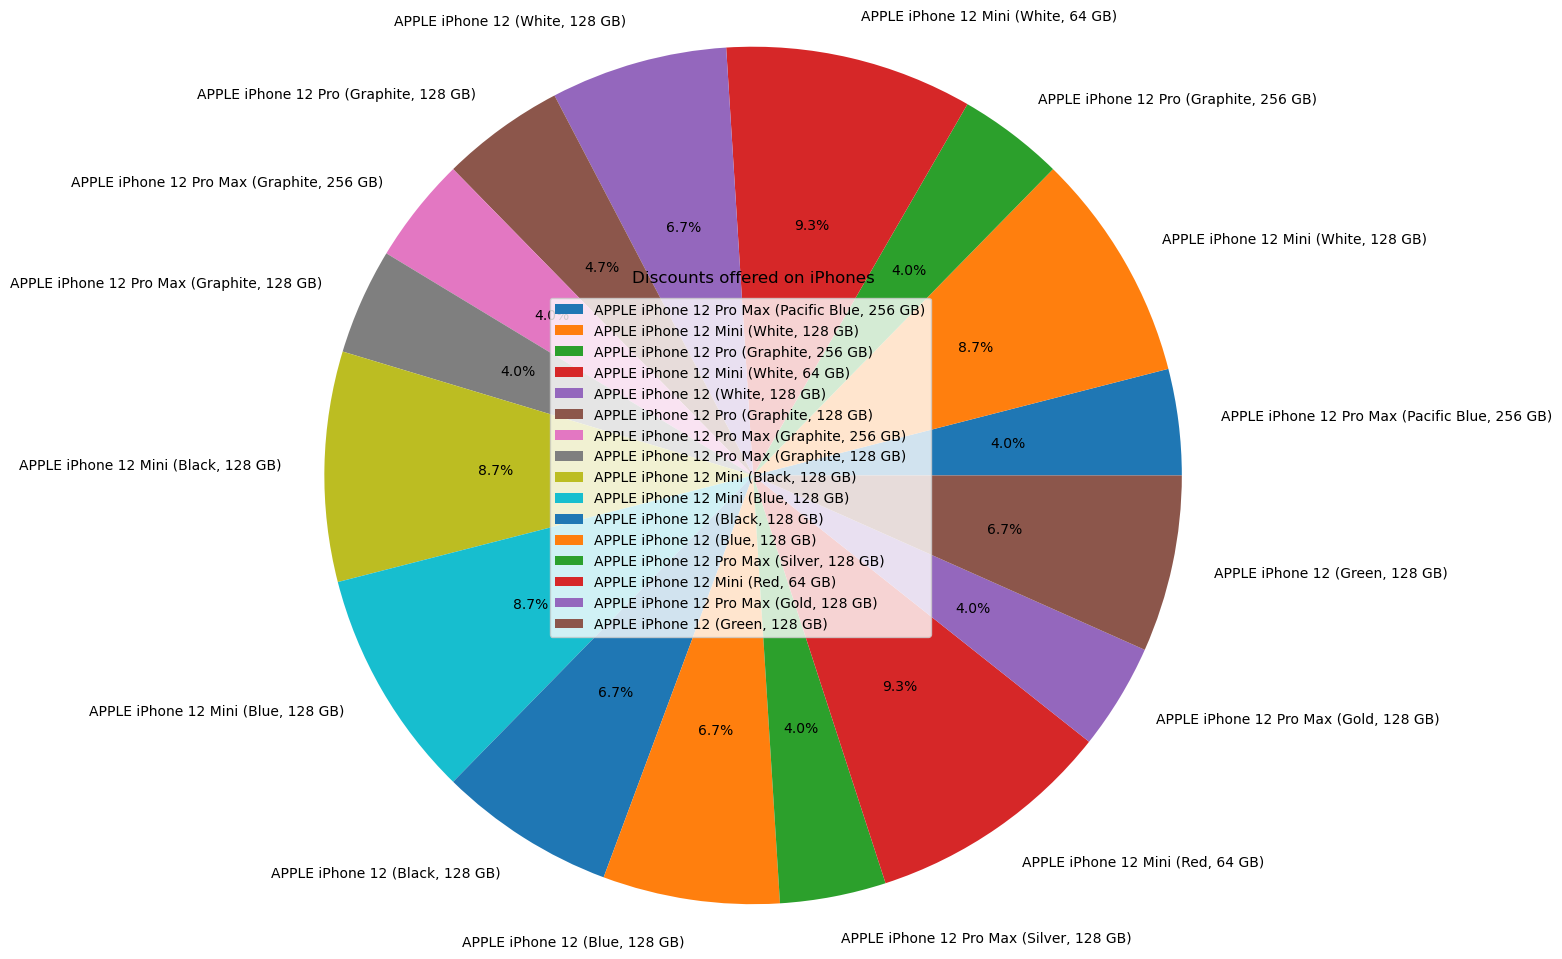 APPLE iPhone 12 Mini (White, 64 GB)
APPLE iPhone 12 (White, 128 GB)
APPLE iPhone 12 Pro (Graphite, 128 GB)
APPLE iPhone 12 Pro (Graphite, 256 GB)
APPLE iPhone 12 Pro Max (Graphite, 256 GB)
9.3%
6.7%
APPLE iPhone 12 Mini (White, 128 GB)
4.7%
4.0%
Discounts offered on iPhones
APPLE iPhone 12 Pro Max (Graphite, 128 GB)
4.0%
8.7%
4.0%
APPLE iPhone 12 Pro Max (Pacific Blue, 256 GB)
4.0%
APPLE iPhone 12 Mini (Black, 128 GB)
8.7%
APPLE iPhone 12 Pro Max (Pacific Blue, 256 GB)
APPLE iPhone 12 Mini (White, 128 GB)
APPLE iPhone 12 Pro (Graphite, 256 GB)
APPLE iPhone 12 Mini (White, 64 GB)
APPLE iPhone 12 (White, 128 GB)
APPLE iPhone 12 Pro (Graphite, 128 GB)
APPLE iPhone 12 Pro Max (Graphite, 256 GB)
APPLE iPhone 12 Pro Max (Graphite, 128 GB)
APPLE iPhone 12 Mini (Black, 128 GB)
APPLE iPhone 12 Mini (Blue, 128 GB)
APPLE iPhone 12 (Black, 128 GB)
APPLE iPhone 12 (Blue, 128 GB)
APPLE iPhone 12 Pro Max (Silver, 128 GB)
APPLE iPhone 12 Mini (Red, 64 GB)
APPLE iPhone 12 Pro Max (Gold, 128 GB)
APPLE iPhone 12 (Green, 128 GB)
6.7%
APPLE iPhone 12 (Green, 128 GB)
8.7%
4.0%
6.7%
9.3%
APPLE iPhone 12 Mini (Blue, 128 GB)
APPLE iPhone 12 Pro Max (Gold, 128 GB)
6.7%
4.0%
APPLE iPhone 12 Mini (Red, 64 GB)
APPLE iPhone 12 (Black, 128 GB)
APPLE iPhone 12 Pro Max (Silver, 128 GB)
APPLE iPhone 12 (Blue, 128 GB)